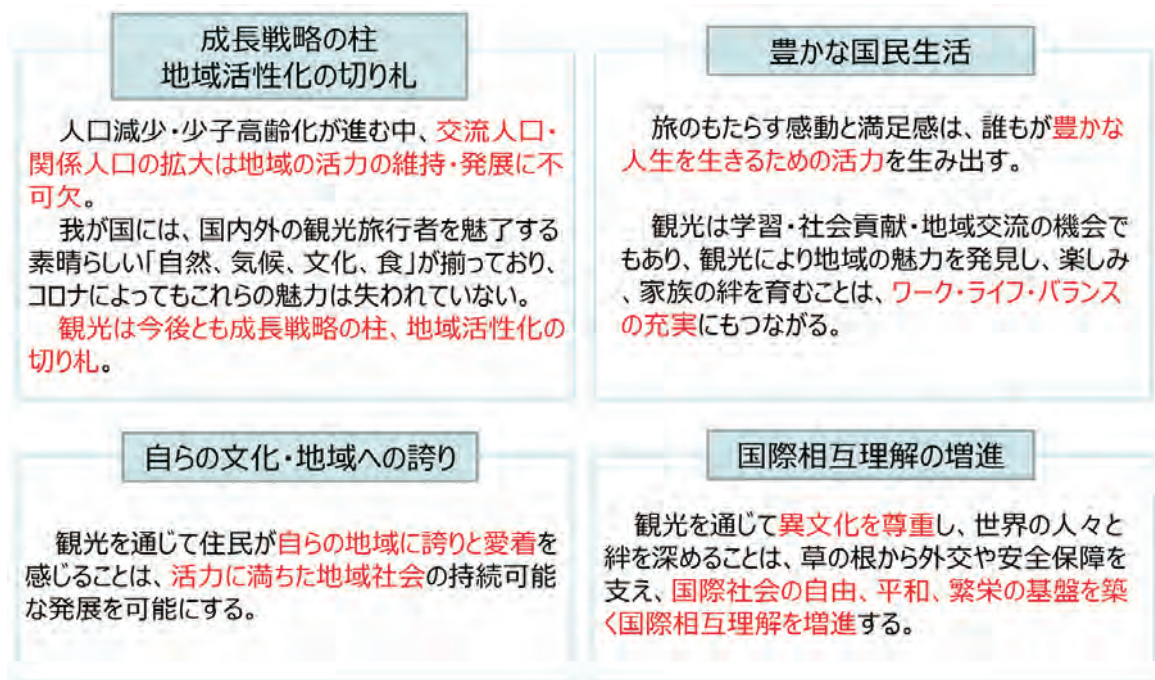 成長戦略の柱
地域活性化の切り札
人口減少・少子高齢化が進む中、交流人口・
関係人口の拡大は地域の活力の維持・発展に不
可欠。
我が国には、国内外の観光旅行者を魅了する
素晴らしい「自然、気候、文化、食」が揃っており、
コロナによってもこれらの魅力は失われていない。
観光は今後とも成長戦略の柱、地域活性化の
切り札。
豊かな国民生活
旅のもたらす感動と満足感は、誰もが豊かな
人生を生きるための活力を生み出す。
観光は学習・社会貢献・地域交流の機会で
もあり、観光により地域の魅力を発見し、楽しみ
、家族の絆を育むことは、ワーク・ライフ・バランス
の充実にもつながる。
自らの文化・地域への誇り
観光を通じて住民が自らの地域に誇りと愛着を
感じることは、活力に満ちた地域社会の持続可能
な発展を可能にする。
国際相互理解の増進
観光を通じて異文化を尊重し、世界の人々と
絆を深めることは、草の根から外交や安全保障を
支え、国際社会の自由、平和、繁栄の基盤を築
く国際相互理解を増進する。